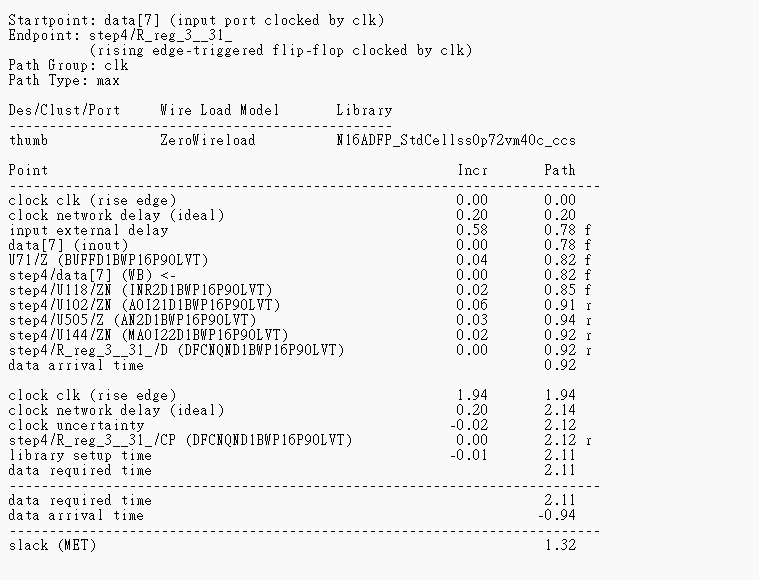 Startpoint: data[7] (input port clocked by clk)
Endpoint: step4/R_reg_3__31_
(rising edge-triggered flip-flop clocked by clk)
Path Group: clk
Path Type: max
Des/Clust/Port Wire Load Model Library
------------------------------------------------
thumb ZeroWireload N16ADFP_StdCellss0p72vm40c_ccs
Point Incr Path
--------------------------------------------------------------------------
clock clk (rise edge) 0.00 0.00
clock network delay (ideal) 0.20 0.20
input external delay 0.58 0.78 f
data[7] (inout) 0.00 0.78 f
U71/Z (BUFFD1BWP16P90LVT) 0.04 0.82 f
step4/data[7] (WB) <- 0.00 0.82 f
step4/U118/ZN (INR2D1BWP16P90LVT) 0.02 0.85 f
step4/U102/ZN (AOI21D1BWP16P90LVT) 0.06 0.91 r
step4/U505/Z (AN2D1BWP16P90LVT) 0.03 0.94 r
step4/U144/ZN (MAOI22D1BWP16P90LVT) 0.02 0.92 r
step4/R_reg_3__31_/D (DFCNQND1BWP16P90LVT) 0.00 0.92 r
data arrival time 0.92
clock clk (rise edge) 1.94 1.94
clock network delay (ideal) 0.20 2.14
clock uncertainty -0.02 2.12
step4/R_reg_3__31_/CP (DFCNQND1BWP16P90LVT) 0.00 2.12 r
library setup time -0.01 2.11
data required time 2.11
--------------------------------------------------------------------------
data required time 2.11
data arrival time -0.94
--------------------------------------------------------------------------
slack (MET) 1.32